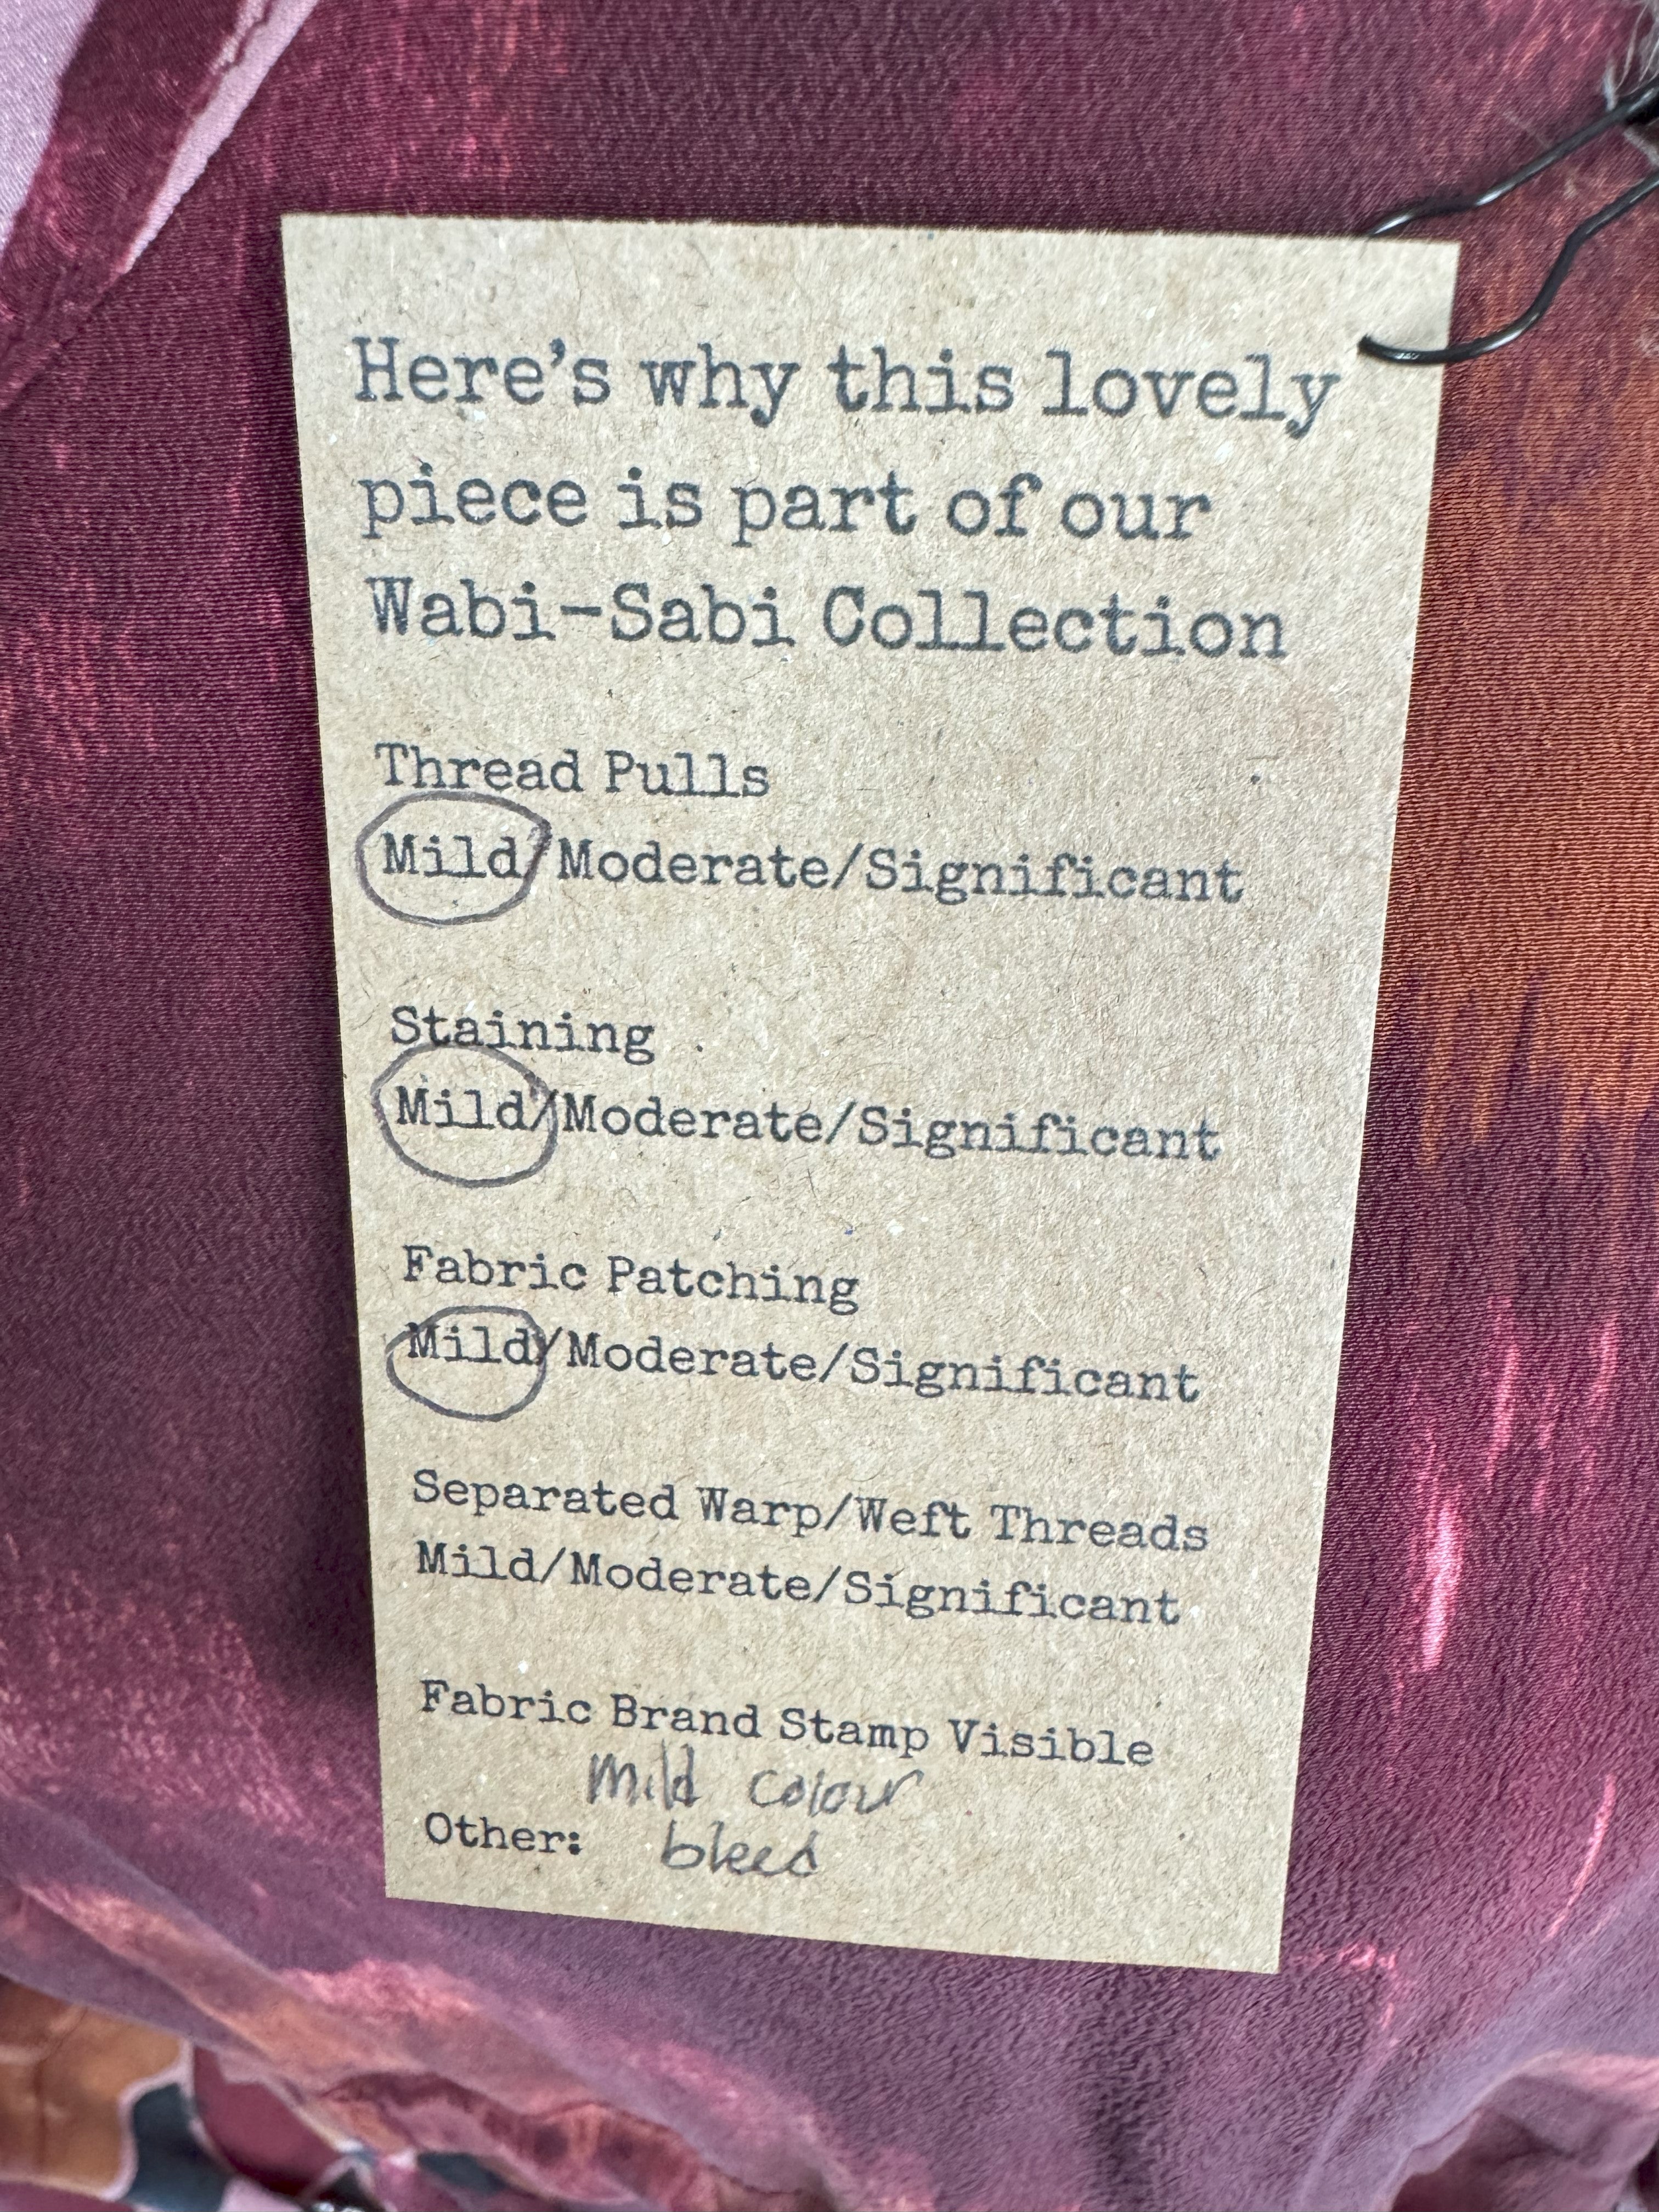 Here's why this lovely
piece is part of our
Wabi-Sabi Collection
Thread Pulls
Mild/Moderate/Significant
Staining
Mild/Moderate/Significant
Fabric Patching
Mild/Moderate/Significant
Separated Warp/Weft Threads
Mild/Moderate/Significant
Fabric Brand Stamp Visible
Mild colour
Other: bleed